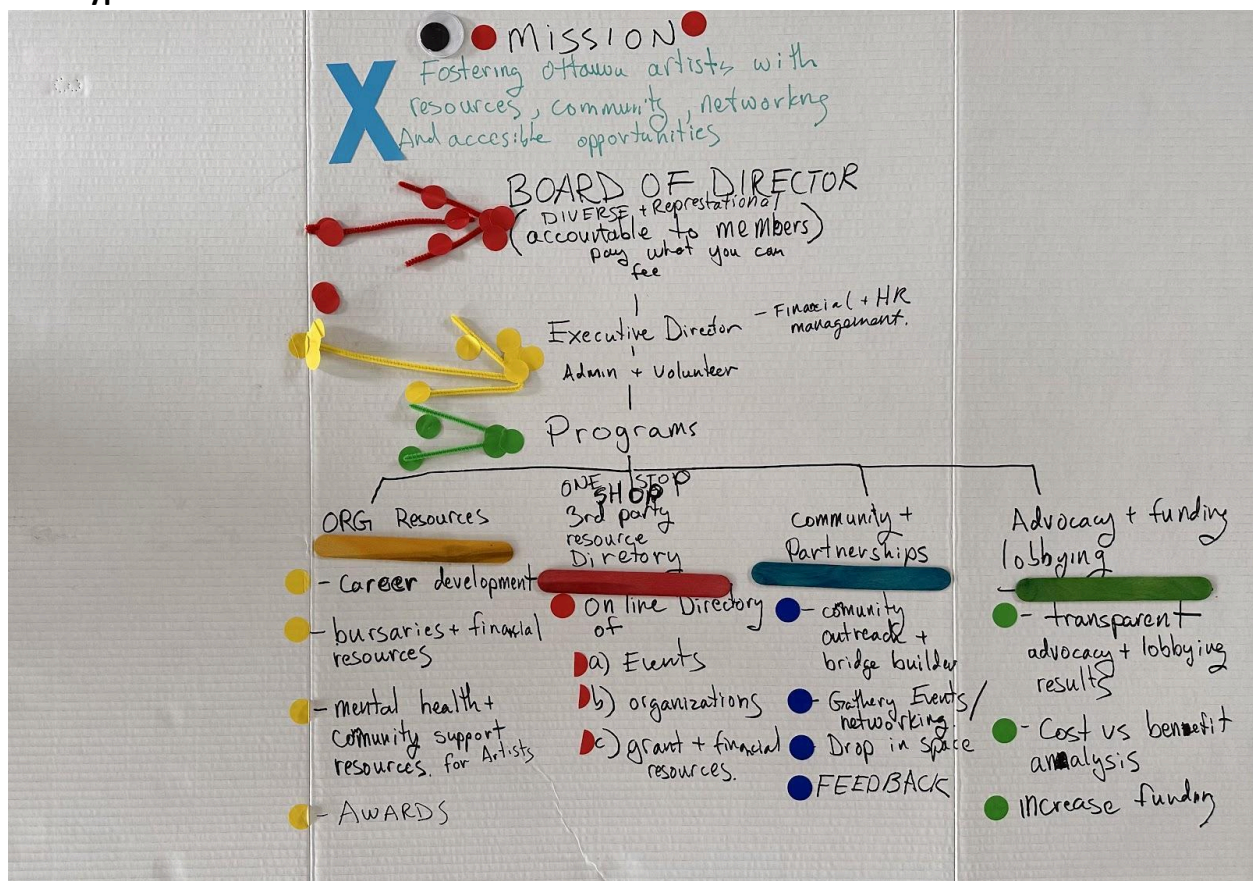 MISSION
X Fostering Ottawa artists with
resources, community, networkng
And accesible opportunities
BOARD OF DIRECTOR
DIVERSE + Represtational
(accountable to members)
pay what you can
fee
Executive Director
- Financial + HR
management.
Admin + Volunteer
Programs
ORG Resources
- Career development
- bursaries + financial
resources
- mental health +
comunity support
resources. for Artists
- AWARDS
ONE STOP
SHOP
3rd party
resource
Diretory
On line Directory
of
a) Events
b) organizations
c) grant + financial
resources.
Community +
Partnerships
- comunity
outreach +
bridge builder
- Gathery Events /
networking.
Drop in space
FEEDBACK
Advocacy + funding
lobbying
- transparent
advocacy + lobbying
results
- Cost vs benefit
analysis
increase funding